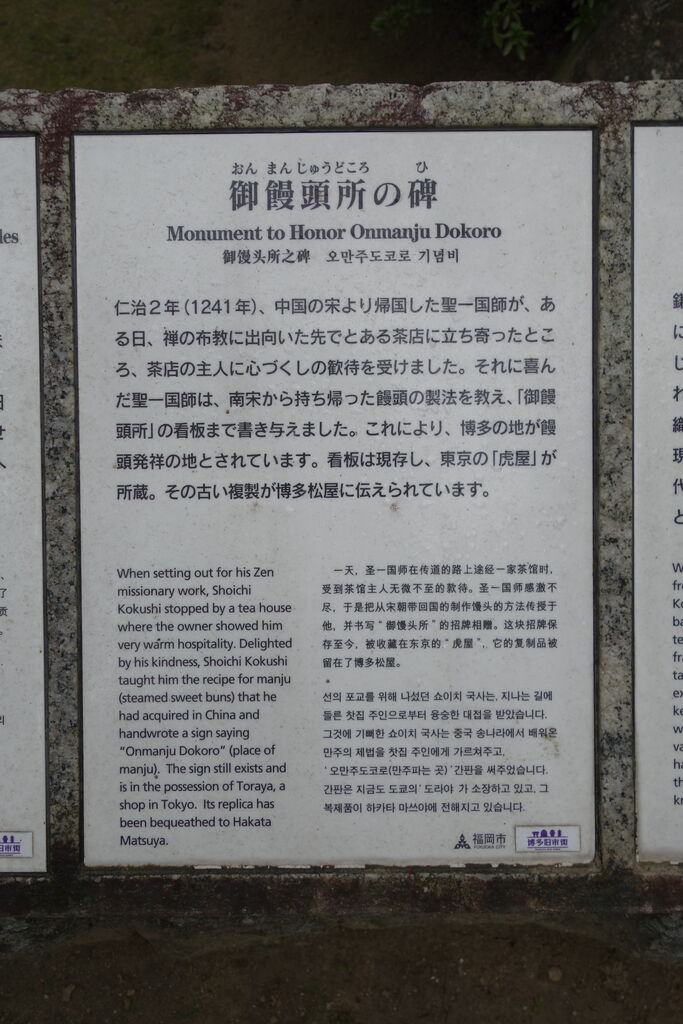 おん まんじゅうどころ ひ
御饅頭所の碑
Monument to Honor Onmanju Dokoro
御馒头所之碑 오만주도코로 기념비
仁治2年(1241年)、中国の宋より帰国した聖一国師が、あ
る日、禅の布教に出向いた先でとある茶店に立ち寄ったとこ
ろ、茶店の主人に心づくしの歓待を受けました。それに喜ん
だ聖一国師は、南宋から持ち帰った饅頭の製法を教え、「御饅
頭所」の看板まで書き与えました。これにより、博多の地が饅
頭発祥の地とされています。看板は現存し、東京の「虎屋」が
所蔵。その古い複製が博多松屋に伝えられています。
When setting out for his Zen
missionary work, Shoichi
Kokushi stopped by a tea house
where the owner showed him
very warm hospitality. Delighted
by his kindness, Shoichi Kokushi
taught him the recipe for manju
(steamed sweet buns) that he
had acquired in China and
handwrote a sign saying
"Onmanju Dokoro" (place of
manju). The sign still exists and
is in the possession of Toraya, a
shop in Tokyo. Its replica has
been bequeathed to Hakata
Matsuya.
一天，圣一国师在传道的路上途经一家茶馆时，
受到茶馆主人无微不至的款待。圣一国师感激不
尽，于是把从宋朝带回国的制作馒头的方法传授于
他，并书写"御馒头所"的招牌相赠。这块招牌保
存至今，被收藏在东京的"虎屋"，它的复制品被
留在了博多松屋。
선의 포교를 위해 나섰던 쇼이치 국사는, 지나는 길에
들른 찻집 주인으로부터 융숭한 대접을 받았습니다.
그것에 기뻐한 쇼이치 국사는 중국 송나라에서 배워온
만주의 제법을 찻집 주인에게 가르쳐주고,
'오만주도코로(만주파는 곳)'간판을 써주었습니다.
간판은 지금도 도쿄의'도라야'가 소장하고 있고, 그
복제품이 하카타 마쓰야에 전해지고 있습니다.
福岡市
FUKUOKA CITY
博多旧市街